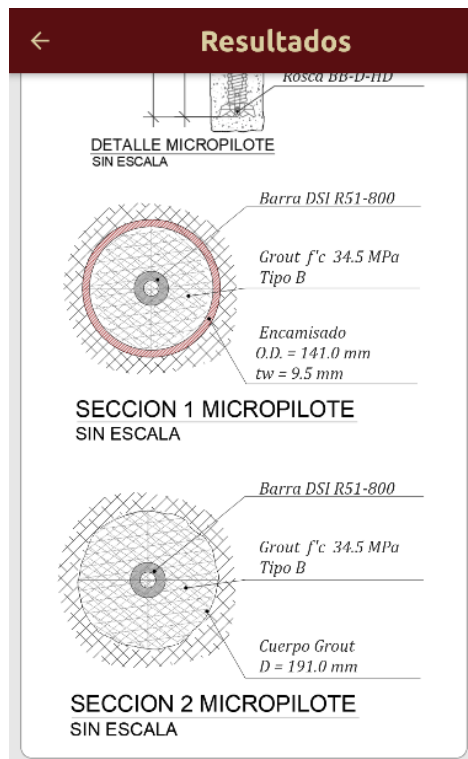 Resultados
Rosca BB-D-HD
DETALLE MICROPILOTE
SIN ESCALA
Barra DSI R51-800
Grout f'c 34.5 MPa
Tipo B
Encamisado
O.D. = 141.0 mm
tw = 9.5 mm
SECCION 1 MICROPILOTE
SIN ESCALA
Barra DSI R51-800
Grout f'c 34.5 MPa
Tipo B
Cuerpo Grout
D = 191.0 mm
SECCION 2 MICROPILOTE
SIN ESCALA